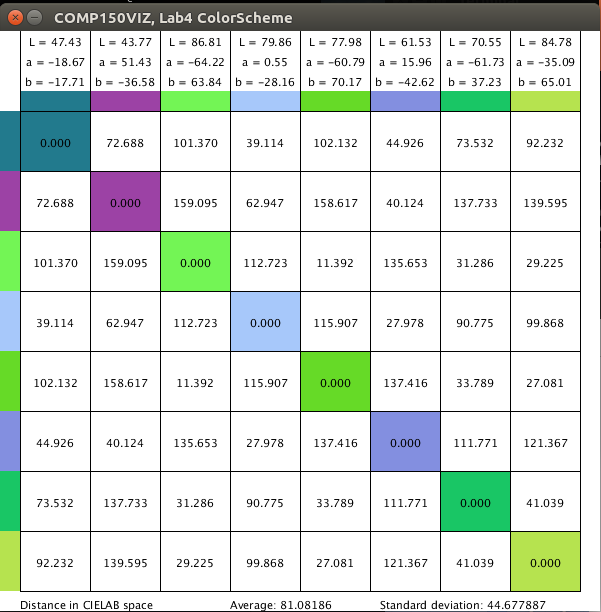 COMP150VIZ, Lab4 ColorScheme
L = 47.43 L = 43.77 L = 86.81 L = 79.86 L = 77.98 L = 61.53 L = 70.55 L = 84.78
a = −18.67 a = 51.43 a = −64.22 a = 0.55 a = −60.79 a = 15.96 a = −61.73 a = −35.09
b = −17.71 b = −36.58 b = 63.84 b = −28.16 b = 70.17 b = −42.62 b = 37.23 b = 65.01
0.000 72.688 101.370 39.114 102.132 44.926 73.532 92.232
72.688 0.000 159.095 62.947 158.617 40.124 137.733 139.595
101.370 159.095 0.000 112.723 11.392 135.653 31.286 29.225
39.114 62.947 112.723 0.000 115.907 27.978 90.775 99.868
102.132 158.617 11.392 115.907 0.000 137.416 33.789 27.081
44.926 40.124 135.653 27.978 137.416 0.000 111.771 121.367
73.532 137.733 31.286 90.775 33.789 111.771 0.000 41.039
92.232 139.595 29.225 99.868 27.081 121.367 41.039 0.000
Distance in CIELAB space Average: 81.08186 Standard deviation: 44.677887